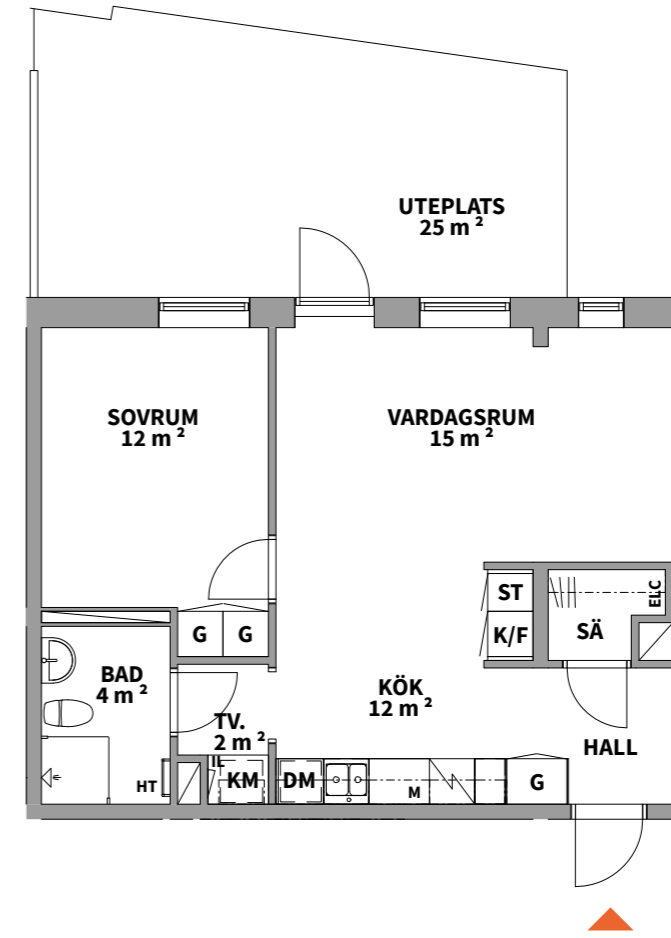 UTEPLATS
25 m ²
SOVRUM
12 m ²
VARDAGSRUM
15 m ²
ST
ELC
K/F
SÄ
G G
BAD
4 m ²
KÖK
12 m ²
TV.
2 m ²
HALL
IL
HT
KM
DM
M
G